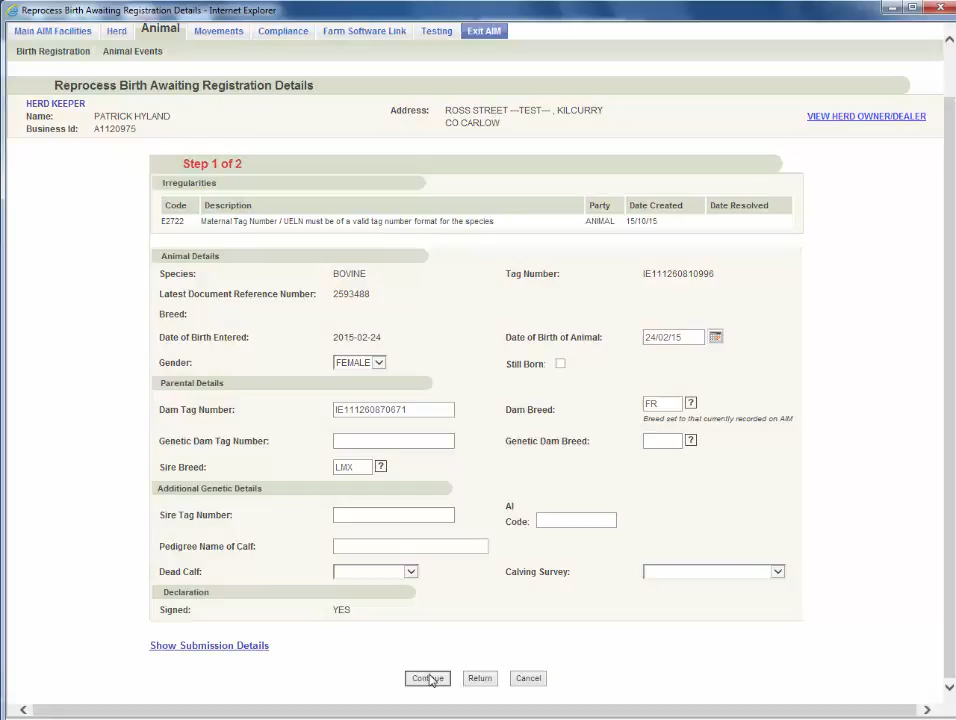 Reprocess Birth Awaiting Registration Details - Internet Explorer
Main AIM Facilities Herd Animal Movements Compliance Farm Software Link Testing Exit AIM
Birth Registration Animal Events
Reprocess Birth Awaiting Registration Details
HERD KEEPER
Name: PATRICK HYLAND
Business Id: A1120975
Address: ROSS STREET ---TEST--- , KILCURRY
CO CARLOW
VIEW HERD OWNER/DEALER
Step 1 of 2
Irregularities
Code Description Party Date Created Date Resolved
E2722 Maternal Tag Number / UELN must be of a valid tag number format for the species ANIMAL 15/10/15
Animal Details
Species: BOVINE Tag Number: IE111260810996
Latest Document Reference Number: 2593488
Breed:
Date of Birth Entered: 2015-02-24 Date of Birth of Animal: 24/02/15
Gender: FEMALE Still Born:
Parental Details
Dam Tag Number: IE111260870671 Dam Breed: FR ?
Breed set to that currently recorded on AIM
Genetic Dam Tag Number: Genetic Dam Breed: ?
Sire Breed: LMX ?
Additional Genetic Details
Sire Tag Number: AI Code:
Pedigree Name of Calf:
Dead Calf: Calving Survey:
Declaration
Signed: YES
Show Submission Details
Continue Return Cancel